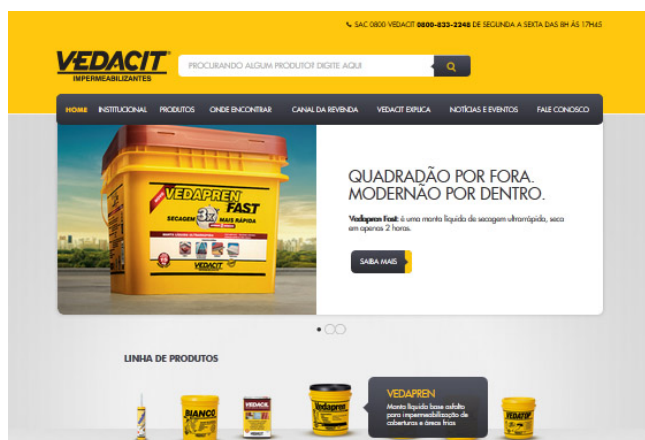 SAC 0800 VEDACIT 0800-833-2248 DE SEGUNDA A SEXTA DAS 8H ÀS 17H45
VEDACIT
IMPERMEABILIZANTES
PROCURANDO ALGUM PRODUTO? DIGITE AQUI
HOME INSTITUCIONAL PRODUTOS ONDE ENCONTRAR CANAL DA REVENDA VEDACIT EXPLICA NOTÍCIAS E EVENTOS FALE CONOSCO
QUADRADÃO POR FORA.
MODERNÃO POR DENTRO.
Vedapren Fast: é uma manta líquida de secagem ultrarrápida, seca
em apenas 2 horas.
SAIBA MAIS
VEDAPREN
FAST
SECAGEM 3x MAIS RÁPIDA
VEDACIT
LINHA DE PRODUTOS
BIANCO
VEDACIL
Vedapren
VEDAPREN
Manta líquida base asfalto
para impermeabilização de
coberturas e áreas frias
VEDATOP